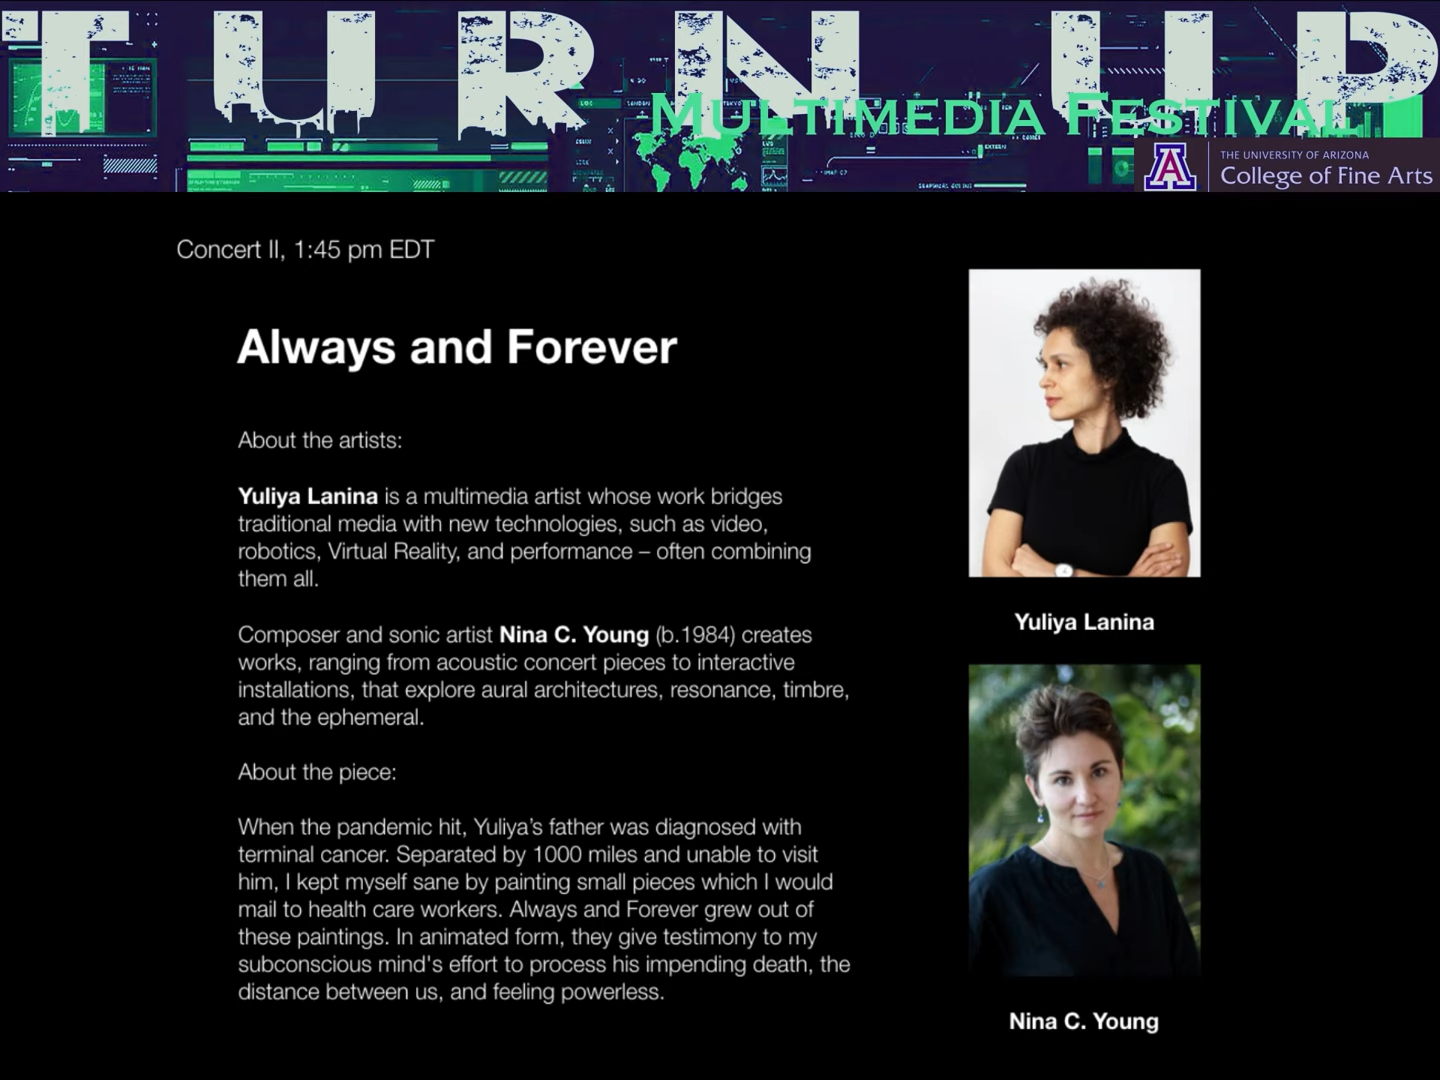 TURN UP
MULTIMEDIA FESTIVAL
THE UNIVERSITY OF ARIZONA
College of Fine Arts
Concert II, 1:45 pm EDT
Always and Forever
About the artists:
Yuliya Lanina is a multimedia artist whose work bridges
traditional media with new technologies, such as video,
robotics, Virtual Reality, and performance – often combining
them all.
Composer and sonic artist Nina C. Young (b.1984) creates
works, ranging from acoustic concert pieces to interactive
installations, that explore aural architectures, resonance, timbre,
and the ephemeral.
About the piece:
When the pandemic hit, Yuliya’s father was diagnosed with
terminal cancer. Separated by 1000 miles and unable to visit
him, I kept myself sane by painting small pieces which I would
mail to health care workers. Always and Forever grew out of
these paintings. In animated form, they give testimony to my
subconscious mind's effort to process his impending death, the
distance between us, and feeling powerless.
Yuliya Lanina
Nina C. Young